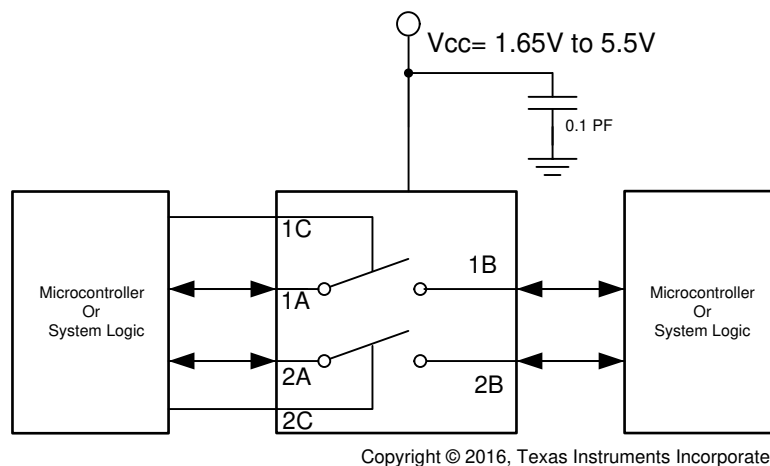 Vcc= 1.65V to 5.5V
0.1 PF
1C
1B
1A
Microcontroller
Or
System Logic
Microcontroller
Or
System Logic
2A
2B
2C
Copyright © 2016, Texas Instruments Incorporate